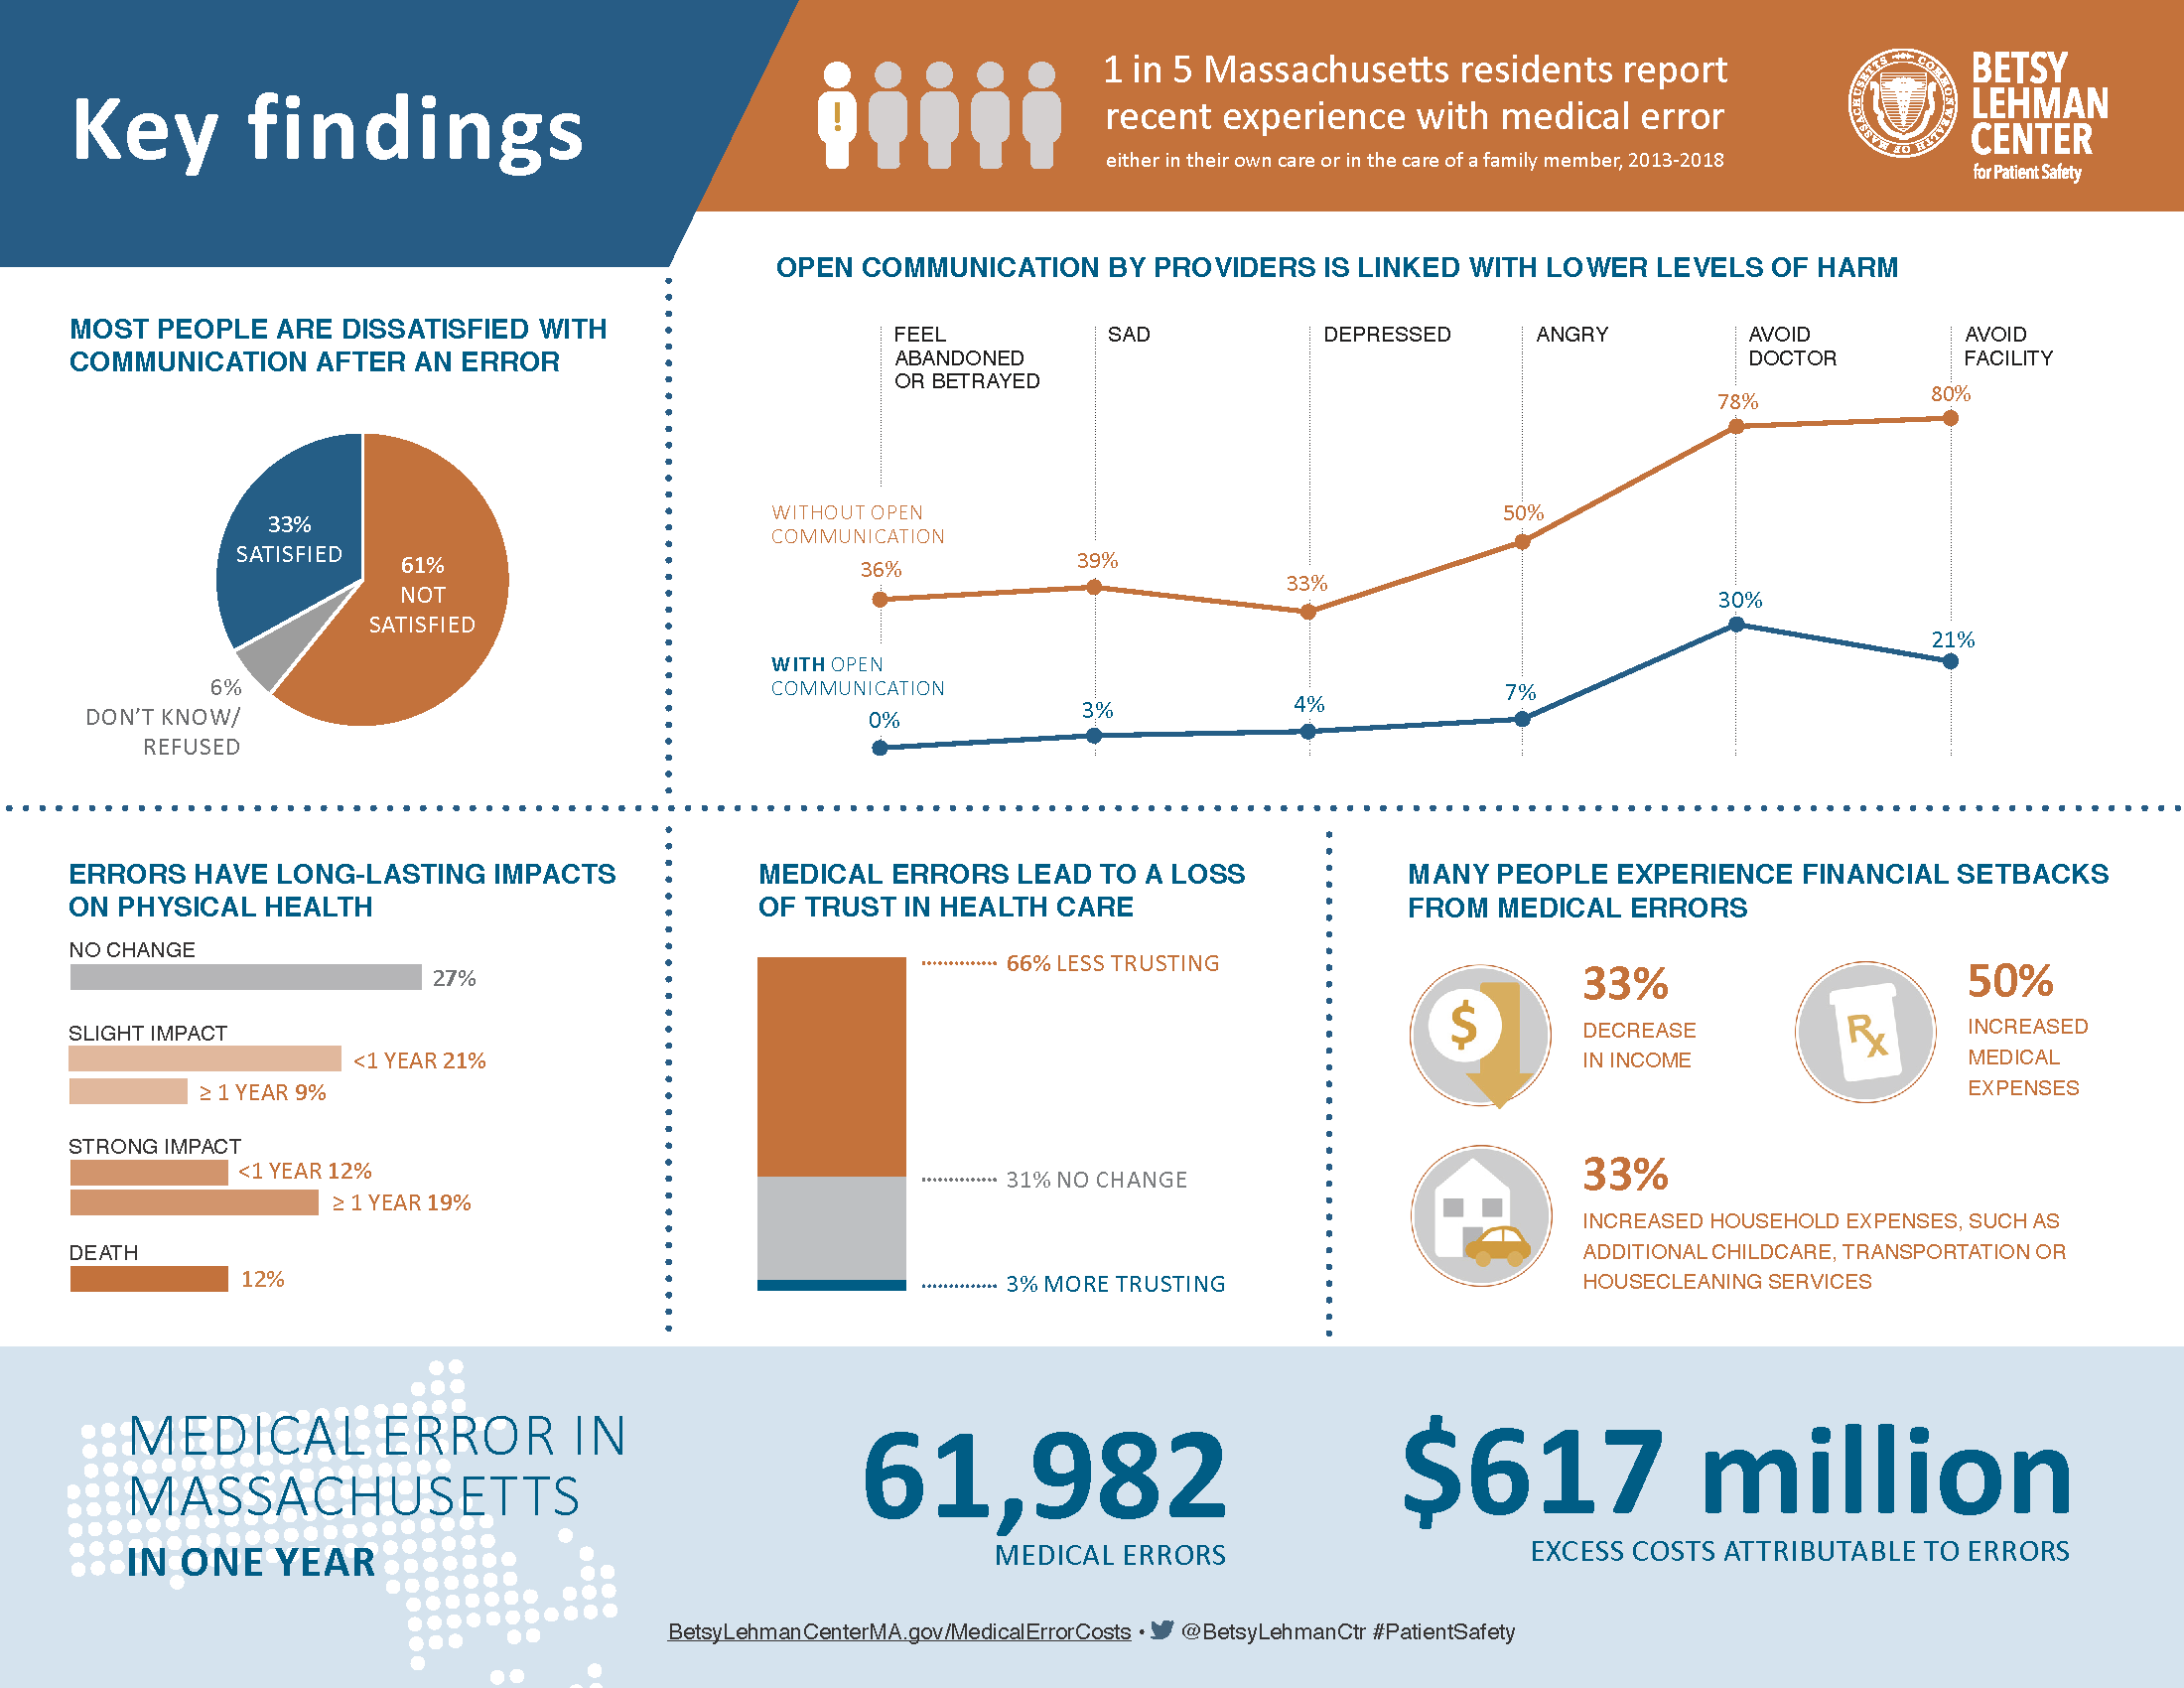 Key findings
!
1 in 5 Massachusetts residents report
recent experience with medical error
either in their own care or in the care of a family member, 2013-2018
MASSACHUSETTS COMMONWEALTH OF
BETSY
LEHMAN
CENTER
for Patient Safety
MOST PEOPLE ARE DISSATISFIED WITH
COMMUNICATION AFTER AN ERROR
33%
SATISFIED
61%
NOT
SATISFIED
6%
DON'T KNOW/
REFUSED
OPEN COMMUNICATION BY PROVIDERS IS LINKED WITH LOWER LEVELS OF HARM
FEEL
ABANDONED
OR BETRAYED
SAD
DEPRESSED
ANGRY
AVOID
DOCTOR
AVOID
FACILITY
WITHOUT OPEN
COMMUNICATION
36%
39%
33%
50%
78%
80%
WITH OPEN
COMMUNICATION
0%
3%
4%
7%
30%
21%
ERRORS HAVE LONG-LASTING IMPACTS
ON PHYSICAL HEALTH
NO CHANGE
27%
SLIGHT IMPACT
<1 YEAR 21%
≥ 1 YEAR 9%
STRONG IMPACT
<1 YEAR 12%
≥ 1 YEAR 19%
DEATH
12%
MEDICAL ERRORS LEAD TO A LOSS
OF TRUST IN HEALTH CARE
66% LESS TRUSTING
31% NO CHANGE
3% MORE TRUSTING
MANY PEOPLE EXPERIENCE FINANCIAL SETBACKS
FROM MEDICAL ERRORS
$
33%
DECREASE
IN INCOME
Rx
50%
INCREASED
MEDICAL
EXPENSES
33%
INCREASED HOUSEHOLD EXPENSES, SUCH AS
ADDITIONAL CHILDCARE, TRANSPORTATION OR
HOUSECLEANING SERVICES
MEDICAL ERROR IN
MASSACHUSETTS
IN ONE YEAR
61,982
MEDICAL ERRORS
$617 million
EXCESS COSTS ATTRIBUTABLE TO ERRORS
BetsyLehmanCenterMA.gov/MedicalErrorCosts • @BetsyLehmanCtr #PatientSafety